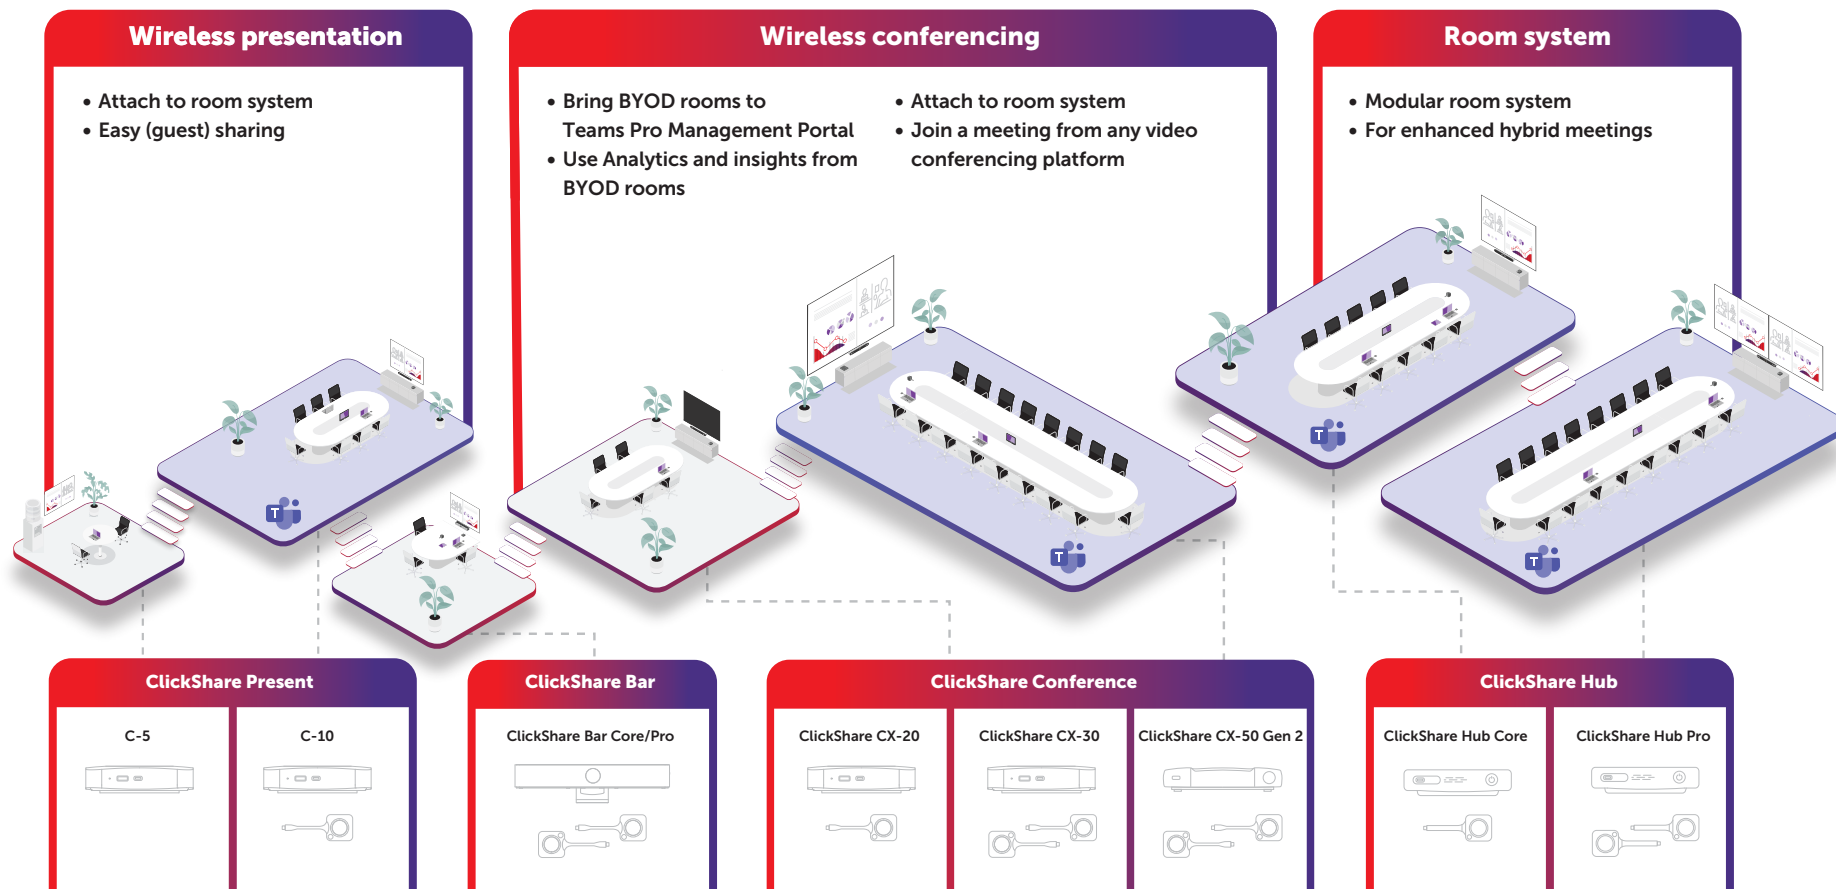 Wireless presentation
• Attach to room system
• Easy (guest) sharing
Wireless conferencing
• Bring BYOD rooms to
Teams Pro Management Portal
• Use Analytics and insights from
BYOD rooms
• Attach to room system
• Join a meeting from any video
conferencing platform
Room system
• Modular room system
• For enhanced hybrid meetings
T
T
T
T
ClickShare Present
C-5
C-10
ClickShare Bar
ClickShare Bar Core/Pro
ClickShare Conference
ClickShare CX-20
ClickShare CX-30
ClickShare CX-50 Gen 2
ClickShare Hub
ClickShare Hub Core
ClickShare Hub Pro